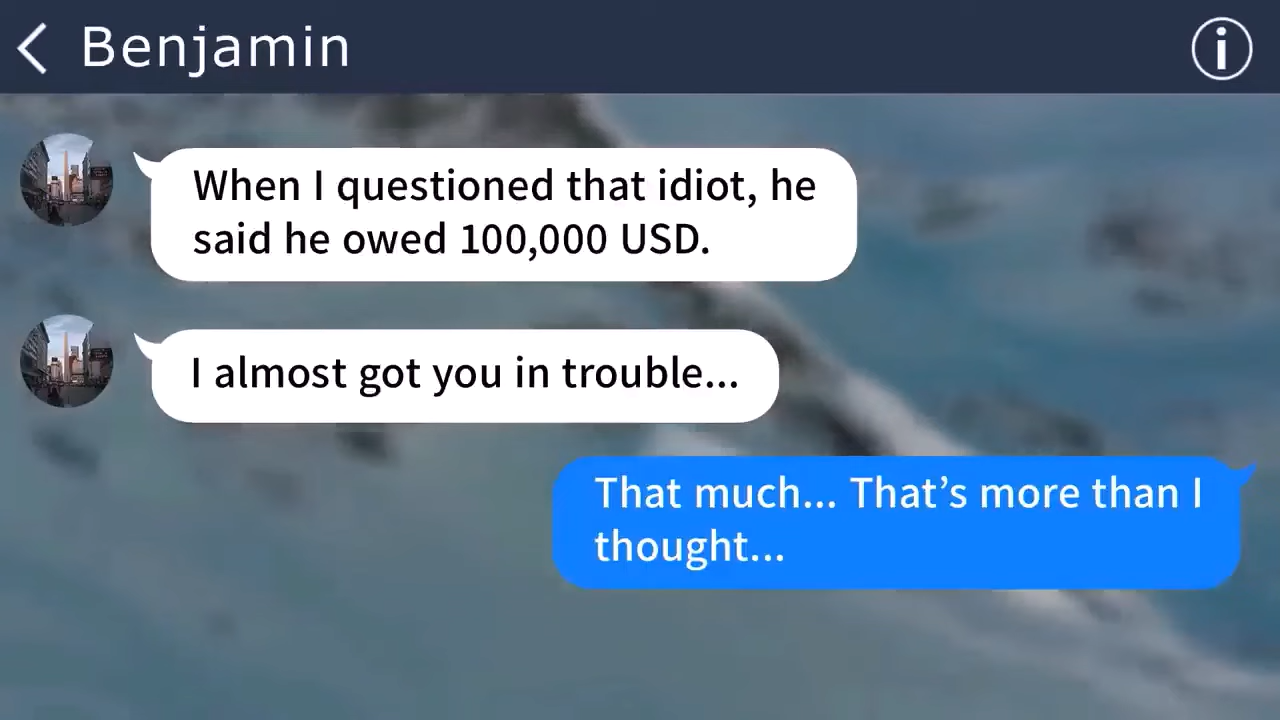 Benjamin
When I questioned that idiot, he
said he owed 100,000 USD.
I almost got you in trouble...
That much... That’s more than I
thought...